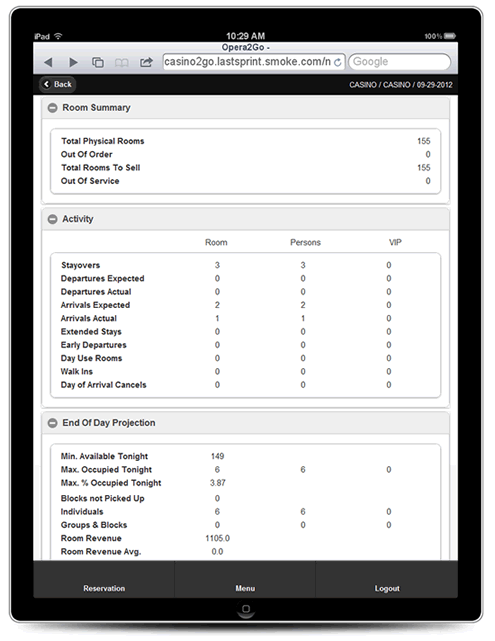 iPad 10:29 AM 100%
Opera2Go -
casino2go.lastsprint.smoke.com/n Google
Back CASINO / CASINO / 09-29-2012
Room Summary
Total Physical Rooms 155
Out Of Order 0
Total Rooms To Sell 155
Out Of Service 0
Activity
Room Persons VIP
Stayovers 3 3 0
Departures Expected 0 0 0
Departures Actual 0 0 0
Arrivals Expected 2 2 0
Arrivals Actual 1 1 0
Extended Stays 0 0 0
Early Departures 0 0 0
Day Use Rooms 0 0 0
Walk Ins 0 0 0
Day of Arrival Cancels 0 0 0
End Of Day Projection
Min. Available Tonight 149
Max. Occupied Tonight 6 6 0
Max. % Occupied Tonight 3.87
Blocks not Picked Up 0
Individuals 6 6 0
Groups & Blocks 0 0 0
Room Revenue 1105.0
Room Revenue Avg. 0.0
Reservation Menu Logout